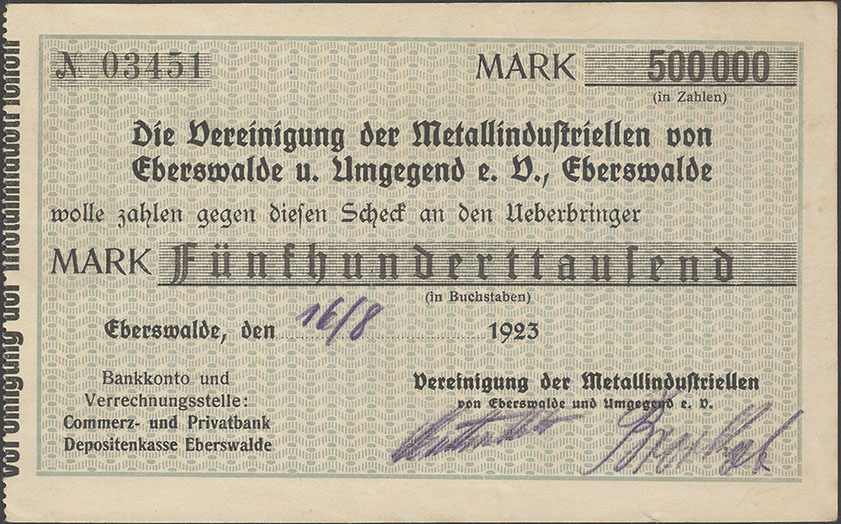 № 03451
MARK 500 000
(in Zahlen)
Die Vereinigung der Metallindustriellen von
Eberswalde u. Umgegend e. V., Eberswalde
wolle zahlen gegen diesen Scheck an den Ueberbringer
MARK Fünfhunderttausend
(in Buchstaben)
Eberswalde, den 16/8 1923
Bankkonto und
Verrechnungsstelle:
Commerz- und Privatbank
Depositenkasse Eberswalde
Vereinigung der Metallindustriellen
von Eberswalde und Umgegend e. V.